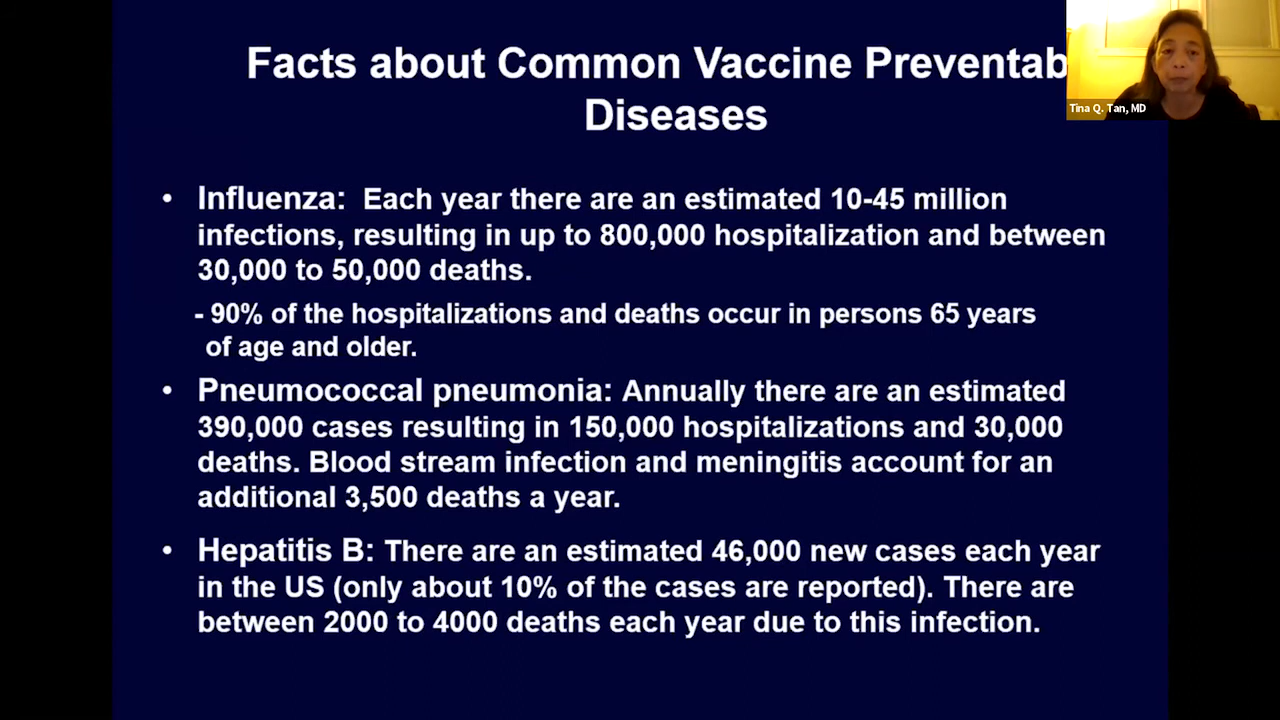 Facts about Common Vaccine Preventab
Diseases
Tina Q. Tan, MD
• Influenza: Each year there are an estimated 10-45 million
infections, resulting in up to 800,000 hospitalization and between
30,000 to 50,000 deaths.
- 90% of the hospitalizations and deaths occur in persons 65 years
of age and older.
• Pneumococcal pneumonia: Annually there are an estimated
390,000 cases resulting in 150,000 hospitalizations and 30,000
deaths. Blood stream infection and meningitis account for an
additional 3,500 deaths a year.
• Hepatitis B: There are an estimated 46,000 new cases each year
in the US (only about 10% of the cases are reported). There are
between 2000 to 4000 deaths each year due to this infection.